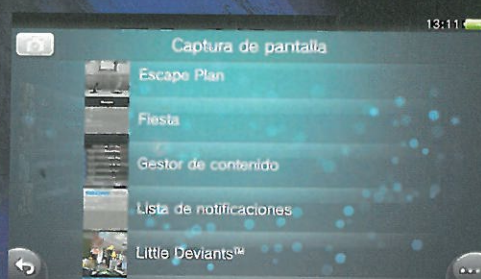 13:11
Captura de pantalla
Escape Plan
Fiesta
Gestor de contenido
Lista de notificaciones
Little Deviants™